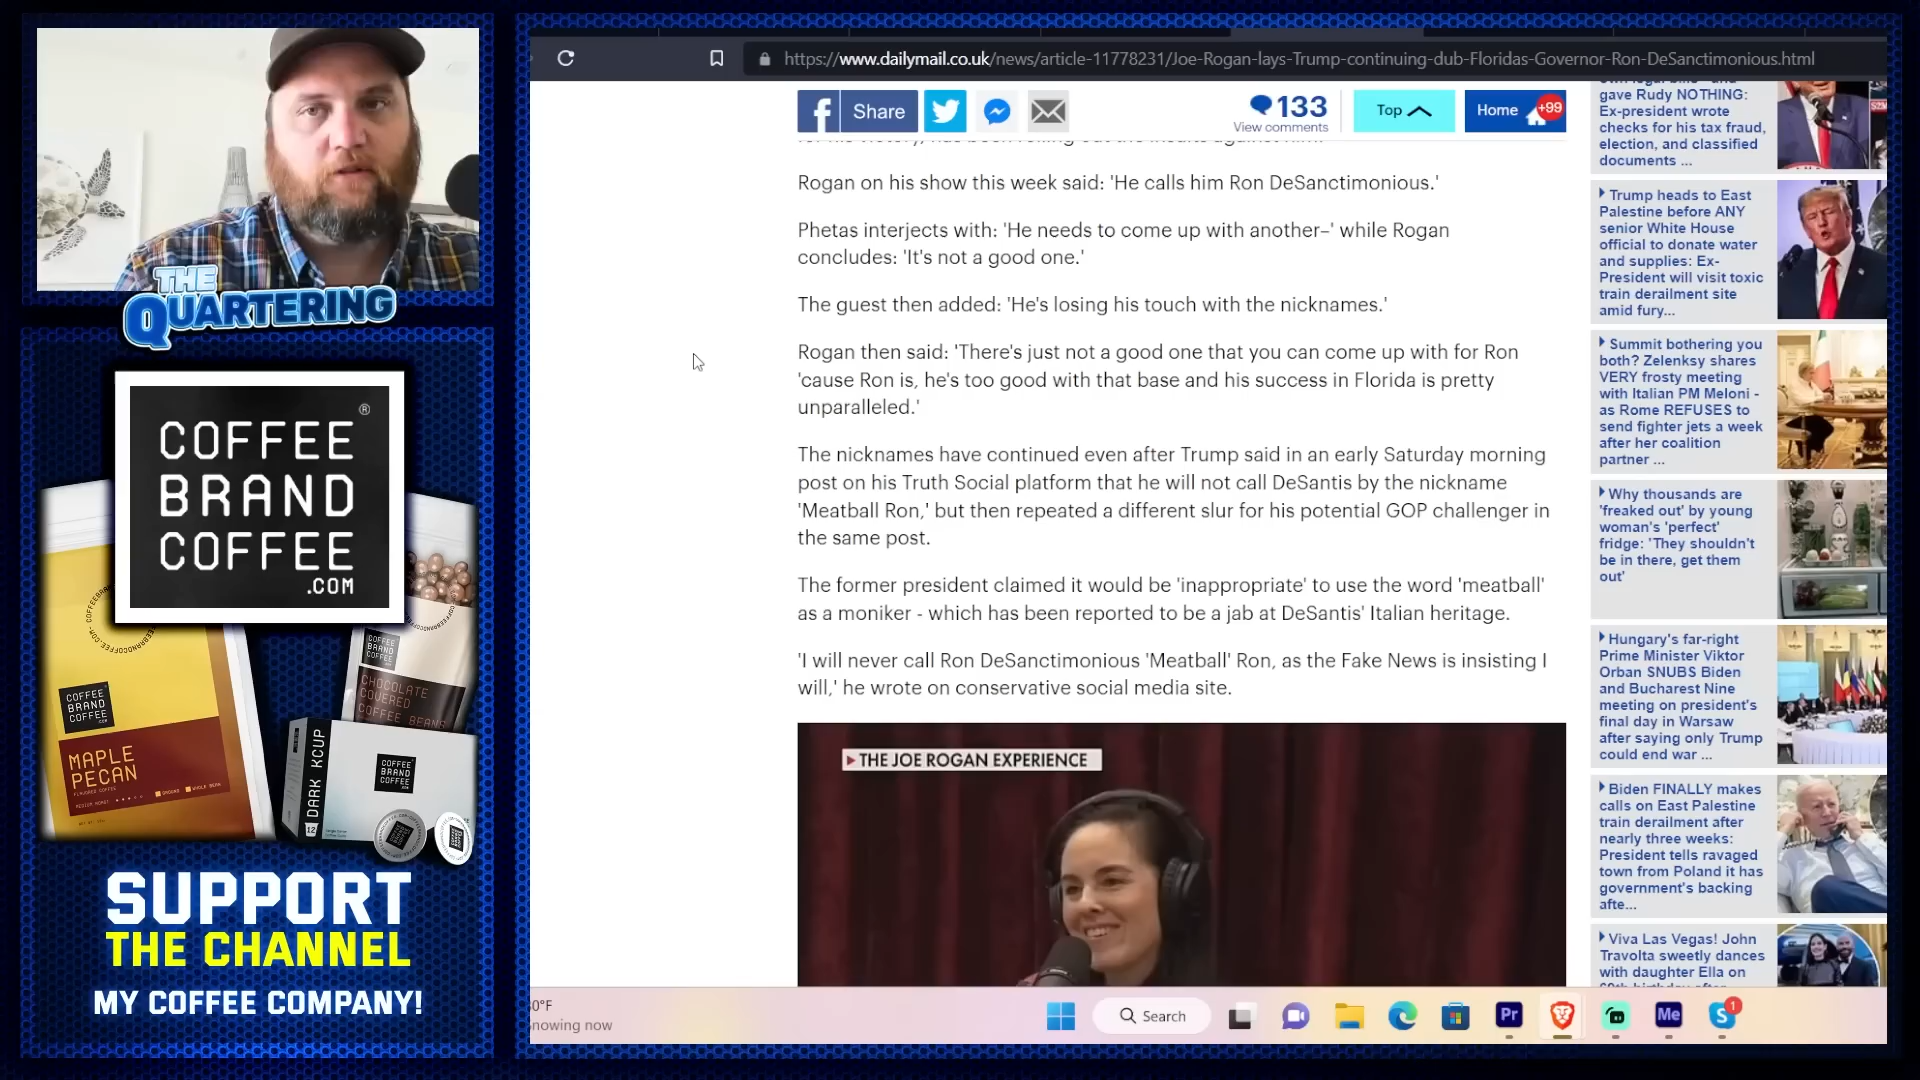 THE
QUARTERING
COFFEE
BRAND
COFFEE
.COM
®
COFFEE
BRAND
COFFEE
MAPLE
PECAN
COFFEE
BRAND
COFFEE
CHOCOLATE
COVERED
COFFEE BEANS
DARK KCUP
12
COFFEE
BRAND
COFFEE
SUPPORT
THE CHANNEL
MY COFFEE COMPANY!
https://www.dailymail.co.uk/news/article-11778231/Joe-Rogan-lays-Trump-continuing-dub-Floridas-Governor-Ron-DeSanctimonious.html
Share
133
View comments
Top
Home
+99
Rogan on his show this week said: 'He calls him Ron DeSanctimonious.'
Phetas interjects with: 'He needs to come up with another–' while Rogan
concludes: 'It's not a good one.'
The guest then added: 'He's losing his touch with the nicknames.'
Rogan then said: 'There's just not a good one that you can come up with for Ron
'cause Ron is, he's too good with that base and his success in Florida is pretty
unparalleled.'
The nicknames have continued even after Trump said in an early Saturday morning
post on his Truth Social platform that he will not call DeSantis by the nickname
'Meatball Ron,' but then repeated a different slur for his potential GOP challenger in
the same post.
The former president claimed it would be 'inappropriate' to use the word 'meatball'
as a moniker - which has been reported to be a jab at DeSantis' Italian heritage.
'I will never call Ron DeSanctimonious 'Meatball' Ron, as the Fake News is insisting I
will,' he wrote on conservative social media site.
THE JOE ROGAN EXPERIENCE
gave Rudy NOTHING:
Ex-president wrote
checks for his tax fraud,
election, and classified
documents ...
Trump heads to East
Palestine before ANY
senior White House
official to donate water
and supplies: Ex-
President will visit toxic
train derailment site
amid fury...
Summit bothering you
both? Zelensky shares
VERY frosty meeting
with Italian PM Meloni -
as Rome REFUSES to
send fighter jets a week
after her coalition
partner ...
Why thousands are
'freaked out' by young
woman's 'perfect'
fridge: 'They shouldn't
be in there, get them
out'
Hungary's far-right
Prime Minister Viktor
Orban SNUBS Biden
and Bucharest Nine
meeting on president's
final day in Warsaw
after saying only Trump
could end war ...
Biden FINALLY makes
calls on East Palestine
train derailment after
nearly three weeks:
President tells ravaged
town from Poland it has
government's backing
afte...
Viva Las Vegas! John
Travolta sweetly dances
with daughter Ella on
0°F
nowing now
Search
Pr
Me
1